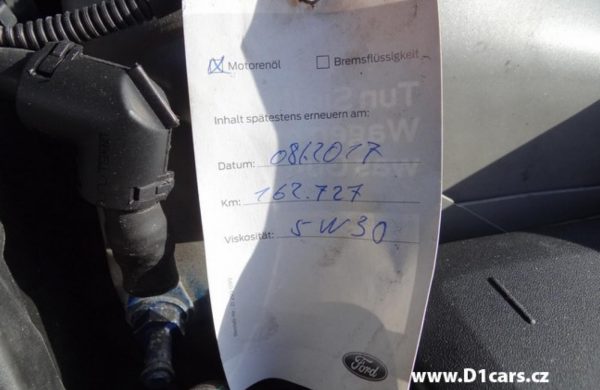 ☒ Motorenöl ☐ Bremsflüssigkeit
Inhalt spätestens erneuern am:
Datum: 08/2017
Km: 162.727
Viskosität: 5W30
Ford
www.D1cars.cz